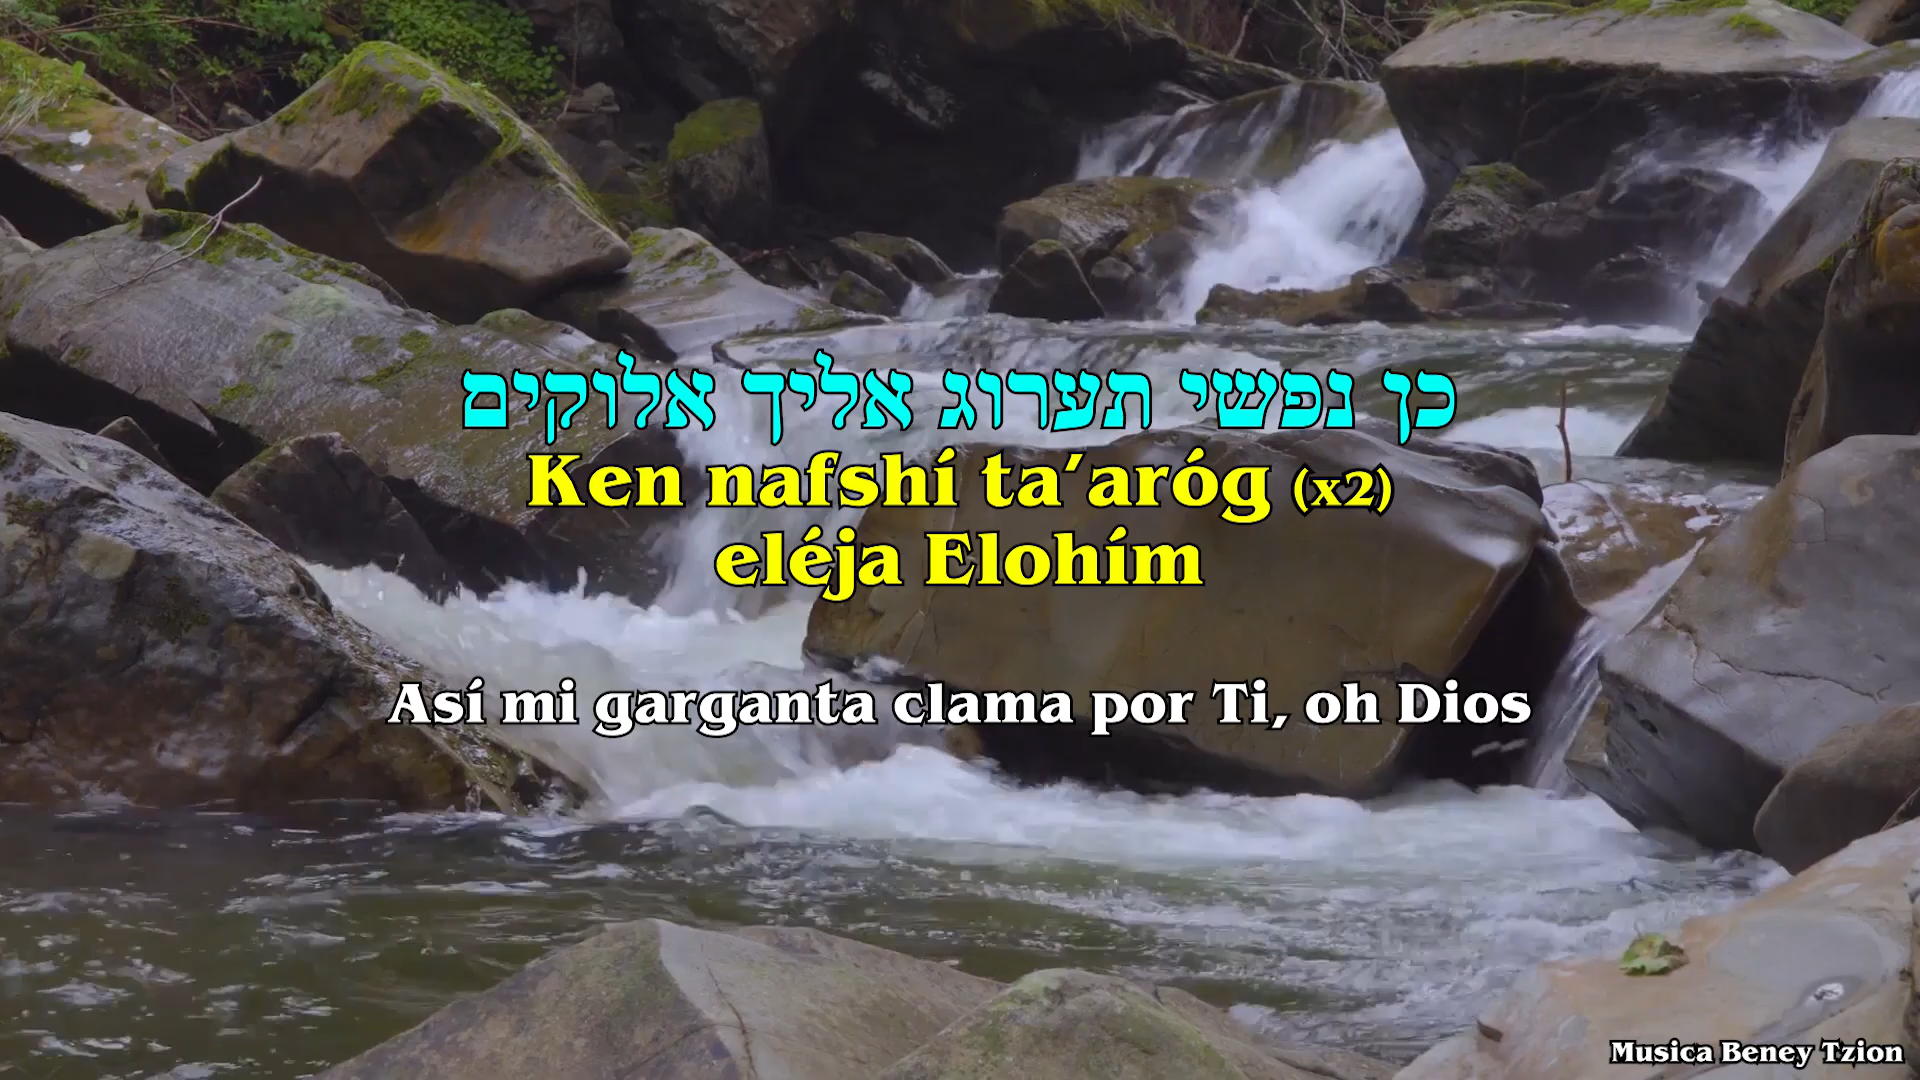 כן נפשי תערוג אליך אלוקים
Ken nafshí ta’aróg (x2)
eléja Elohím
Así mi garganta clama por Ti, oh Dios
Musica Beney Tzion